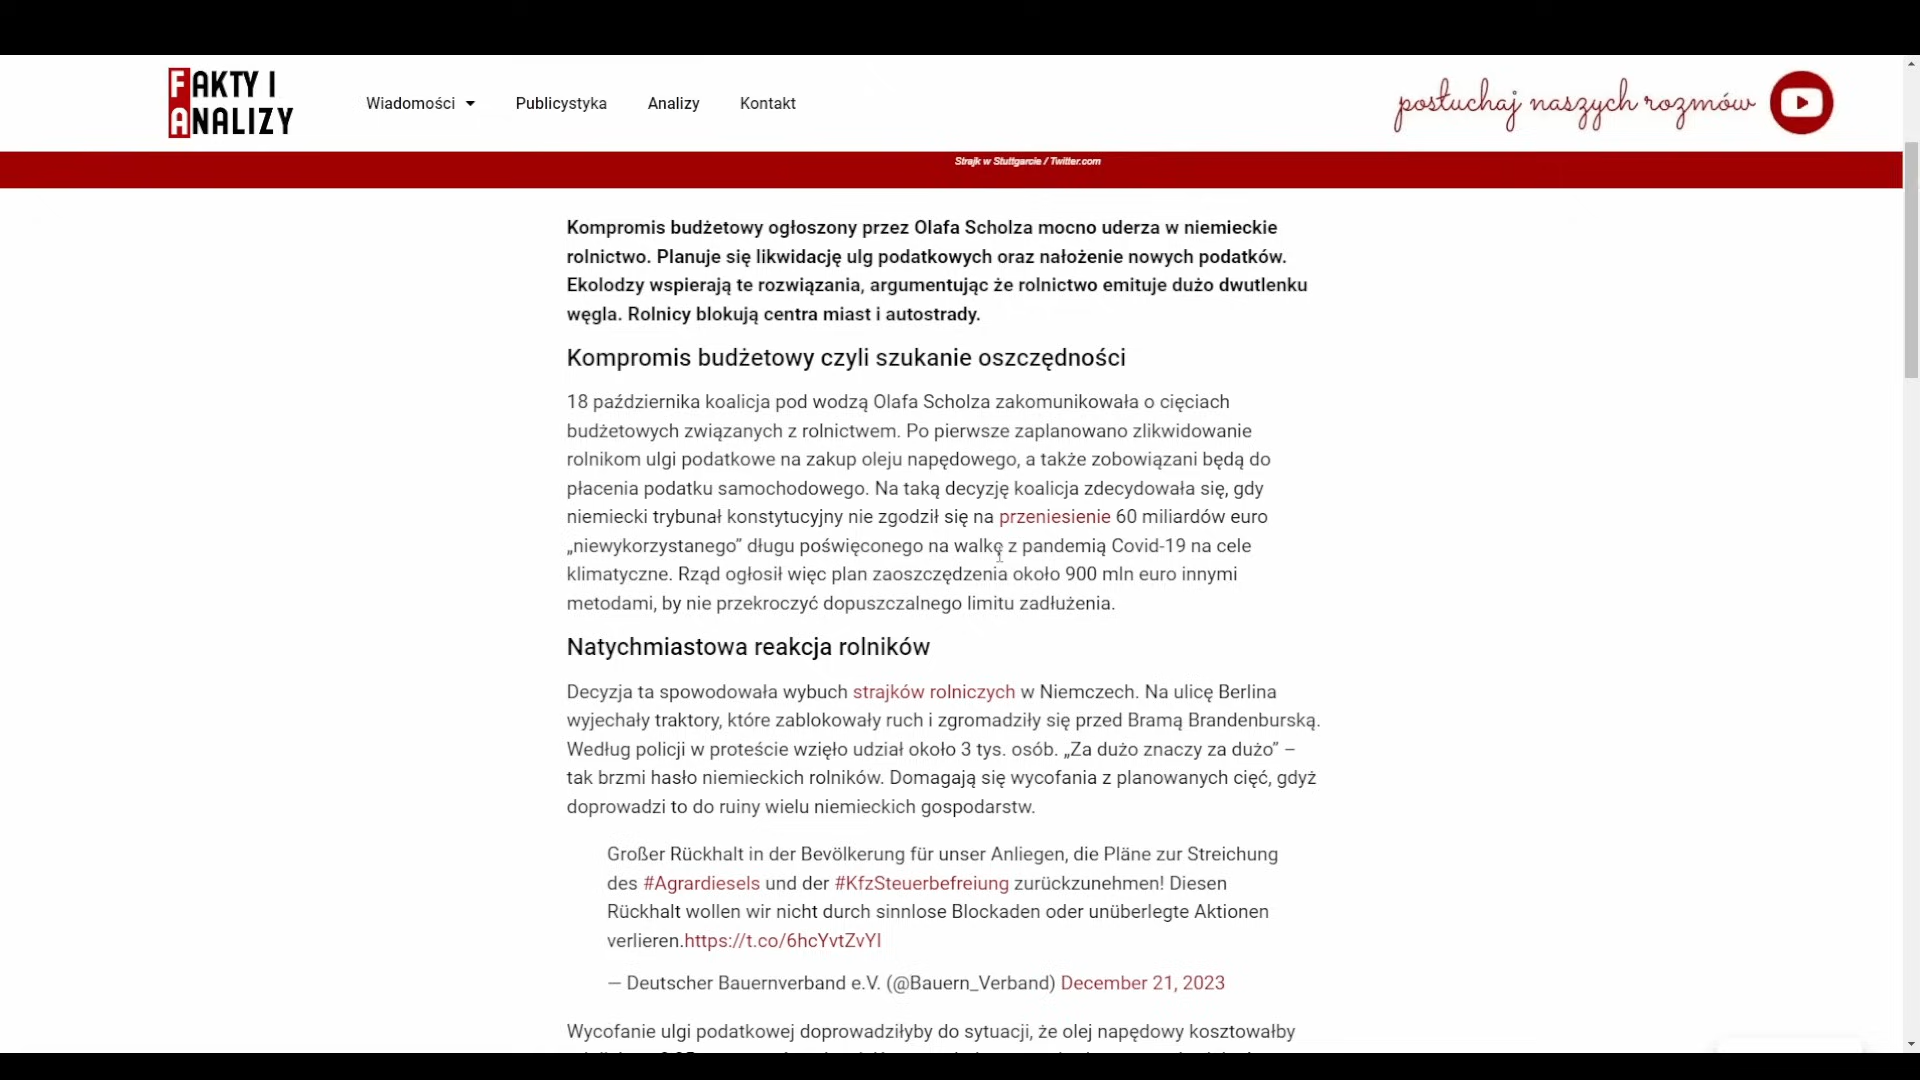 FAKTY I
ANALIZY
Wiadomości
Publicystyka
Analizy
Kontakt
posłuchaj naszych rozmów
Strajk w Stuttgarcie / Twitter.com
Kompromis budżetowy ogłoszony przez Olafa Scholza mocno uderza w niemieckie
rolnictwo. Planuje się likwidację ulg podatkowych oraz nałożenie nowych podatków.
Ekolodzy wspierają te rozwiązania, argumentując że rolnictwo emituje dużo dwutlenku
węgla. Rolnicy blokują centra miast i autostrady.
Kompromis budżetowy czyli szukanie oszczędności
18 października koalicja pod wodzą Olafa Scholza zakomunikowała o cięciach
budżetowych związanych z rolnictwem. Po pierwsze zaplanowano zlikwidowanie
rolnikom ulgi podatkowe na zakup oleju napędowego, a także zobowiązani będą do
płacenia podatku samochodowego. Na taką decyzję koalicja zdecydowała się, gdy
niemiecki trybunał konstytucyjny nie zgodził się na przeniesienie 60 miliardów euro
„niewykorzystanego” długu poświęconego na walkę z pandemią Covid-19 na cele
klimatyczne. Rząd ogłosił więc plan zaoszczędzenia około 900 mln euro innymi
metodami, by nie przekroczyć dopuszczalnego limitu zadłużenia.
Natychmiastowa reakcja rolników
Decyzja ta spowodowała wybuch strajków rolniczych w Niemczech. Na ulicę Berlina
wyjechały traktory, które zablokowały ruch i zgromadziły się przed Bramą Brandenburską.
Według policji w proteście wzięło udział około 3 tys. osób. „Za dużo znaczy za dużo” –
tak brzmi hasło niemieckich rolników. Domagają się wycofania z planowanych cięć, gdyż
doprowadzi to do ruiny wielu niemieckich gospodarstw.
Großer Rückhalt in der Bevölkerung für unser Anliegen, die Pläne zur Streichung
des #Agrardiesels und der #KfzSteuerbefreiung zurückzunehmen! Diesen
Rückhalt wollen wir nicht durch sinnlose Blockaden oder unüberlegte Aktionen
verlieren.https://t.co/6hcYvtZvYI
— Deutscher Bauernverband e.V. (@Bauern_Verband) December 21, 2023
Wycofanie ulgi podatkowej doprowadziłyby do sytuacji, że olej napędowy kosztowałby